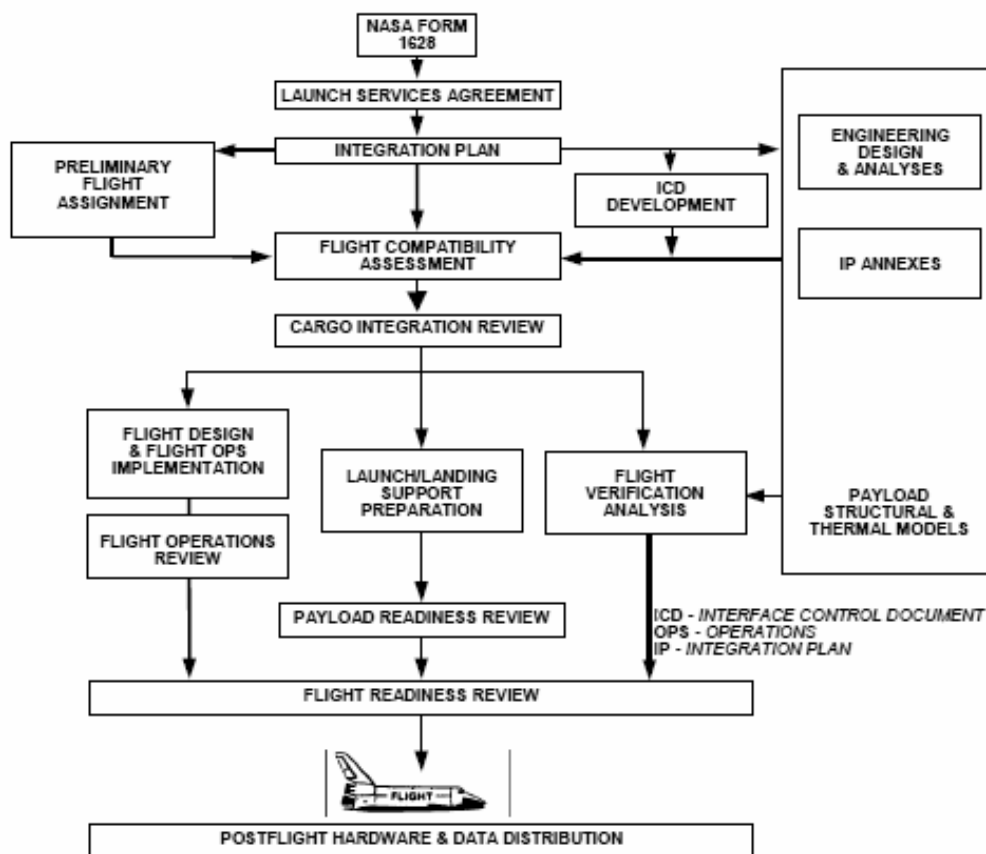 NASA FORM
1628
LAUNCH SERVICES AGREEMENT
INTEGRATION PLAN
PRELIMINARY
FLIGHT
ASSIGNMENT
ICD
DEVELOPMENT
ENGINEERING
DESIGN
& ANALYSES
FLIGHT COMPATIBILITY
ASSESSMENT
IP ANNEXES
CARGO INTEGRATION REVIEW
FLIGHT DESIGN
& FLIGHT OPS
IMPLEMENTATION
LAUNCH/LANDING
SUPPORT
PREPARATION
FLIGHT
VERIFICATION
ANALYSIS
PAYLOAD
STRUCTURAL &
THERMAL MODELS
FLIGHT OPERATIONS
REVIEW
PAYLOAD READINESS REVIEW
ICD - INTERFACE CONTROL DOCUMENT
OPS - OPERATIONS
IP - INTEGRATION PLAN
FLIGHT READINESS REVIEW
FLIGHT
POSTFLIGHT HARDWARE & DATA DISTRIBUTION